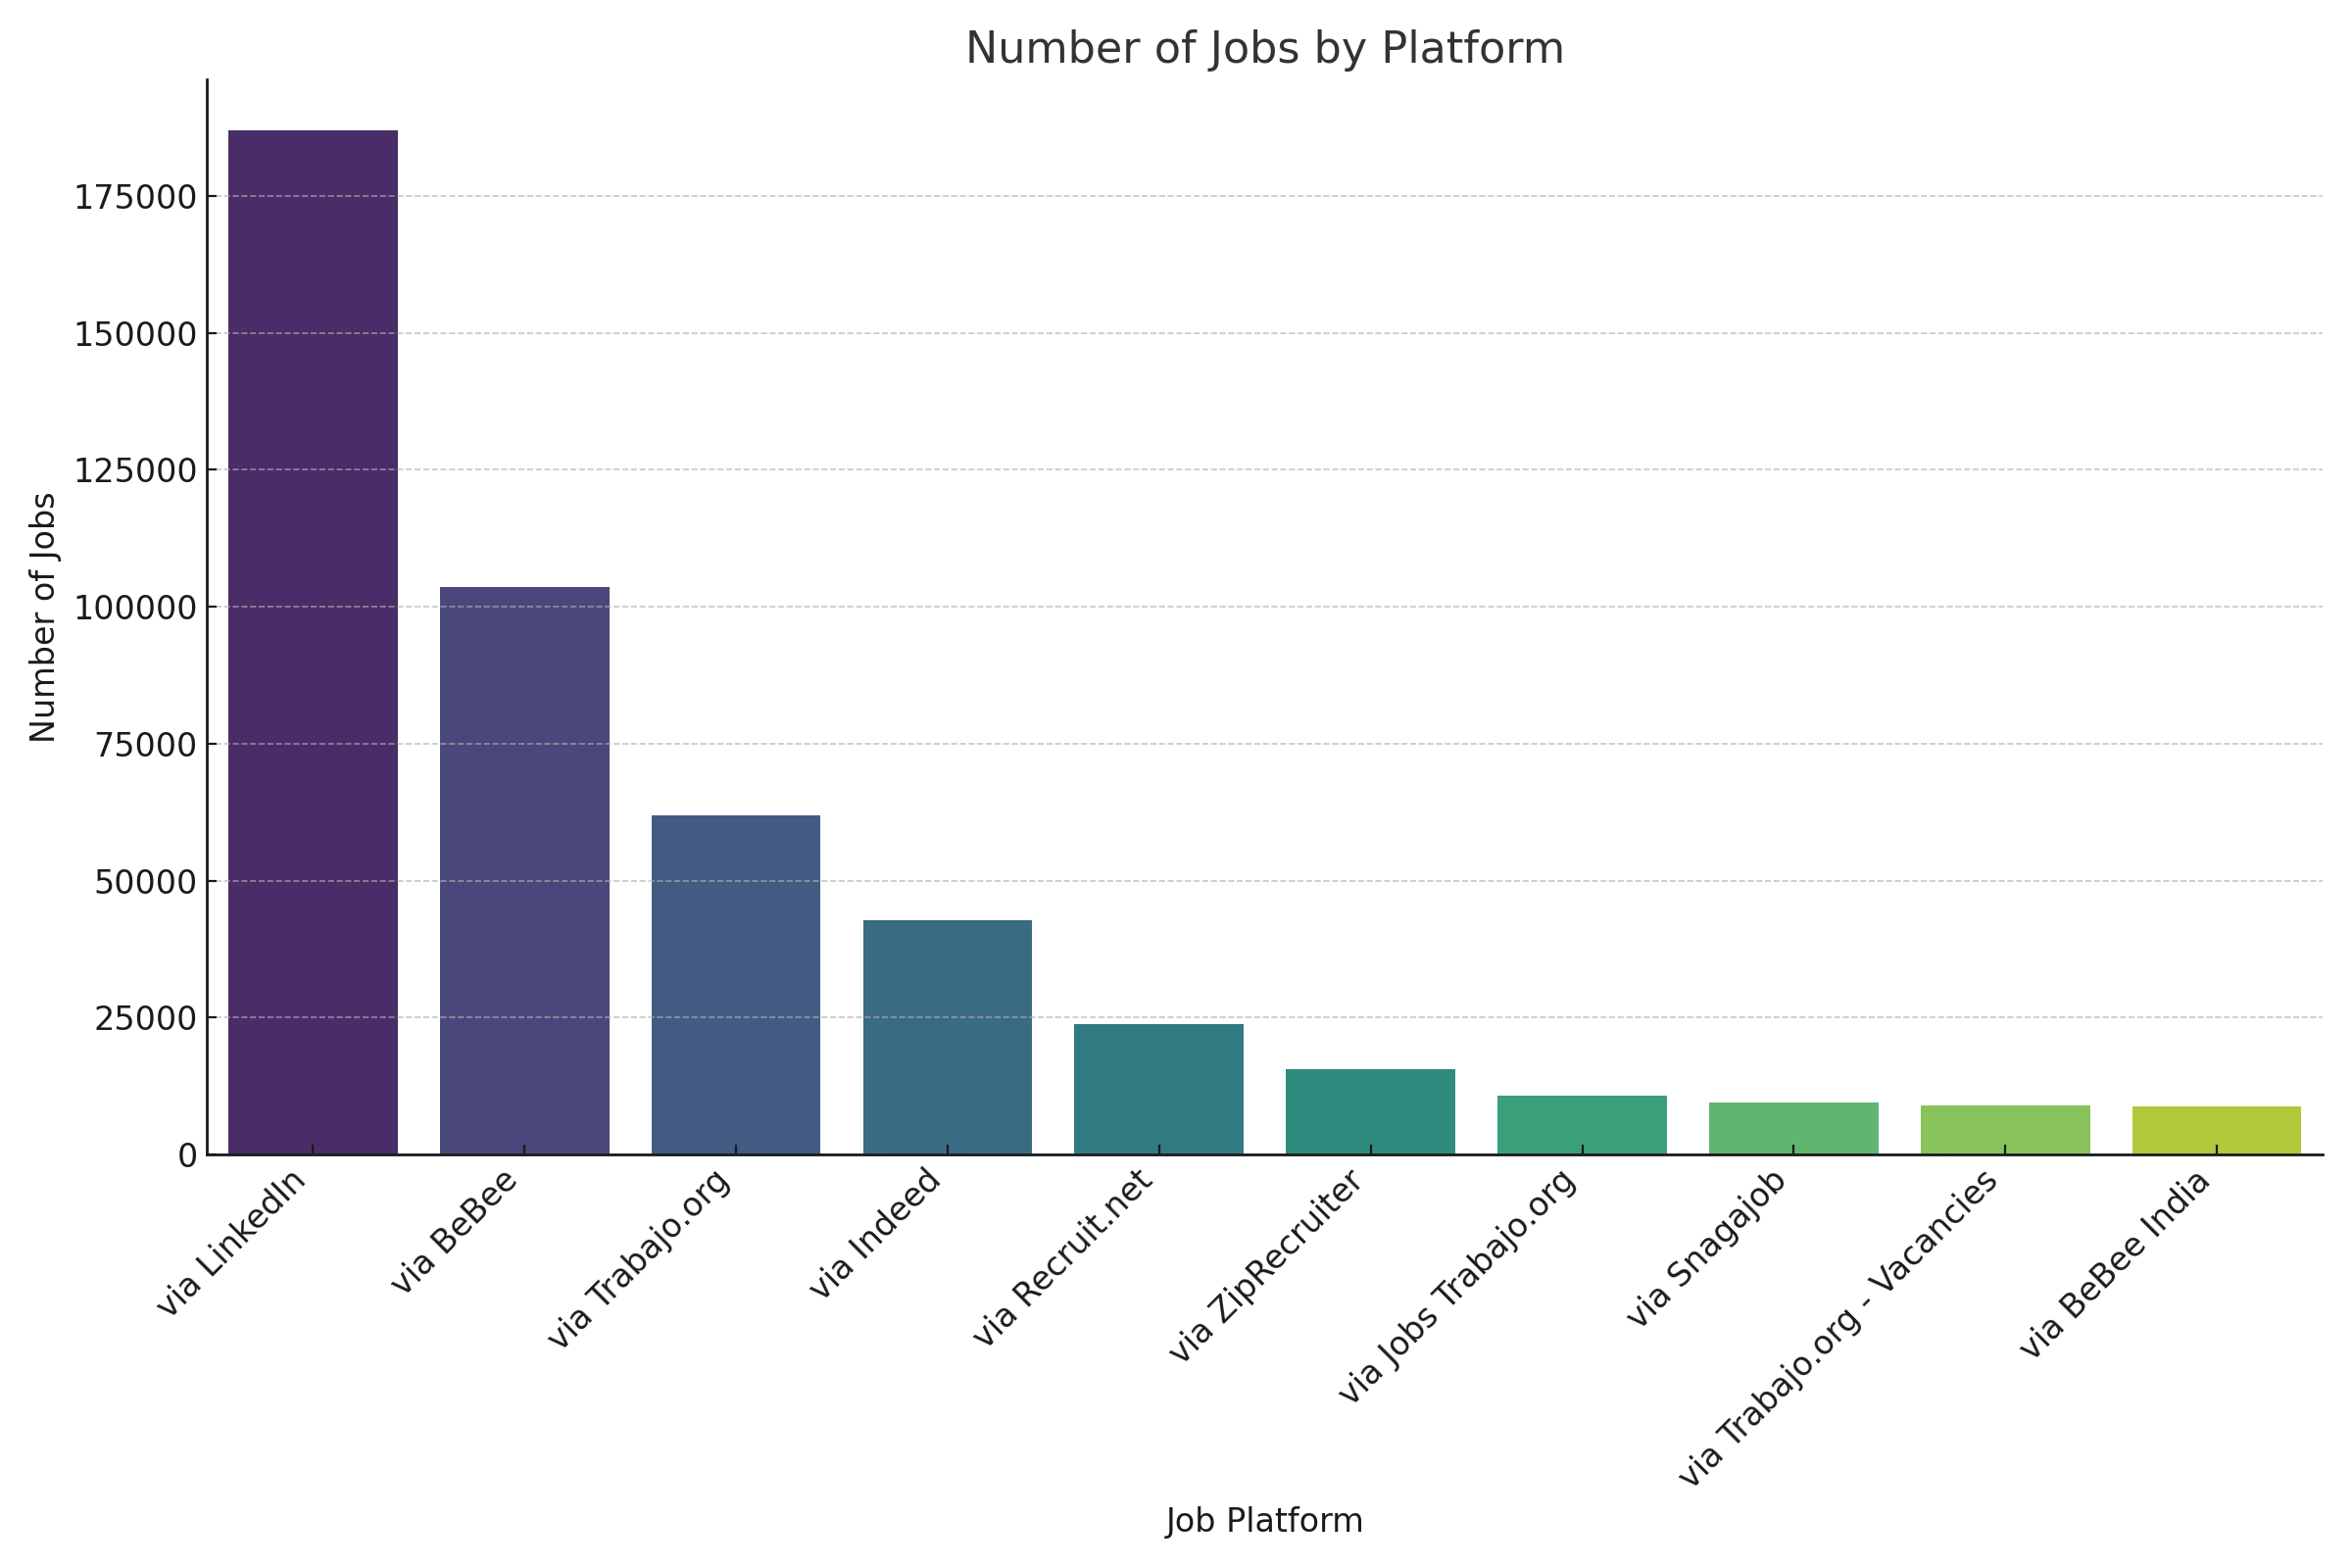 Number of Jobs by Platform
Number of Jobs
175000
150000
125000
100000
75000
50000
25000
0
via LinkedIn
via BeBee
via Trabajo.org
via Indeed
via Recruit.net
via ZipRecruiter
via Jobs Trabajo.org
via Snagajob
via Trabajo.org - Vacancies
via BeBee India
Job Platform